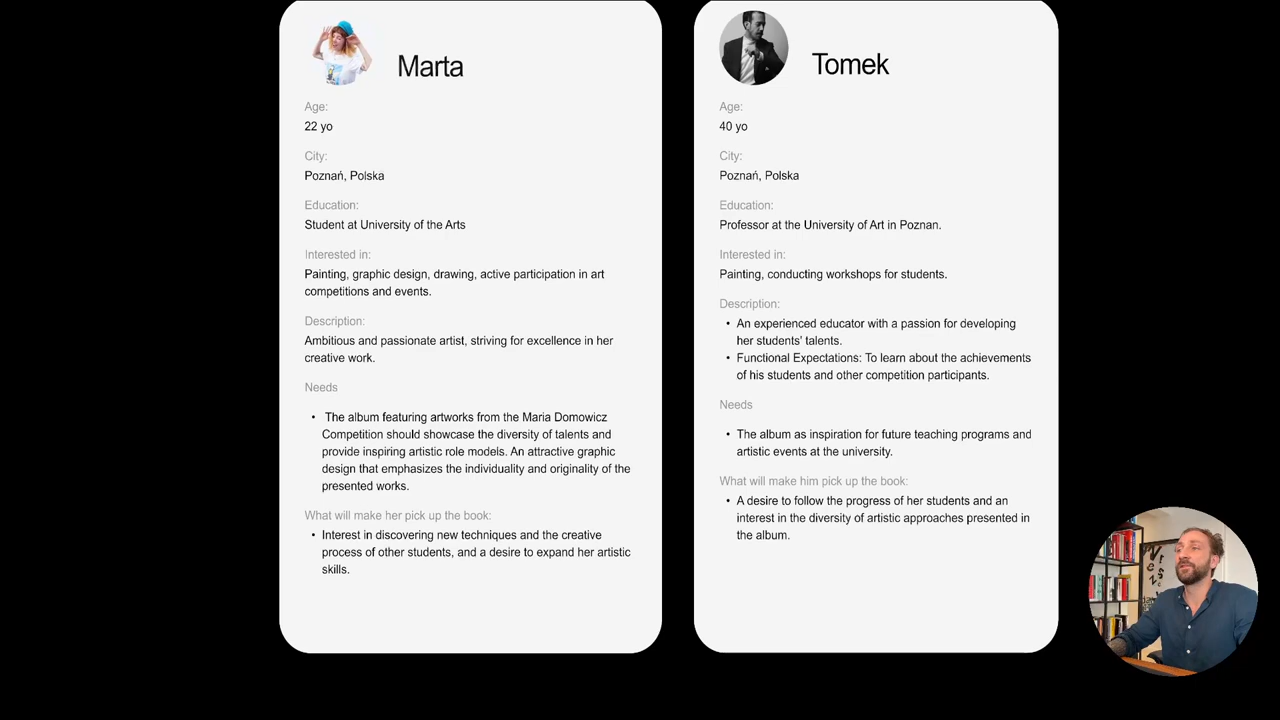 Marta
Age:
22 yo
City:
Poznań, Polska
Education:
Student at University of the Arts
Interested in:
Painting, graphic design, drawing, active participation in art
competitions and events.
Description:
Ambitious and passionate artist, striving for excellence in her
creative work.
Needs
• The album featuring artworks from the Maria Domowicz
Competition should showcase the diversity of talents and
provide inspiring artistic role models. An attractive graphic
design that emphasizes the individuality and originality of the
presented works.
What will make her pick up the book:
• Interest in discovering new techniques and the creative
process of other students, and a desire to expand her artistic
skills.
Tomek
Age:
40 yo
City:
Poznań, Polska
Education:
Professor at the University of Art in Poznan.
Interested in:
Painting, conducting workshops for students.
Description:
• An experienced educator with a passion for developing
her students' talents.
• Functional Expectations: To learn about the achievements
of his students and other competition participants.
Needs
• The album as inspiration for future teaching programs and
artistic events at the university.
What will make him pick up the book:
• A desire to follow the progress of her students and an
interest in the diversity of artistic approaches presented in
the album.